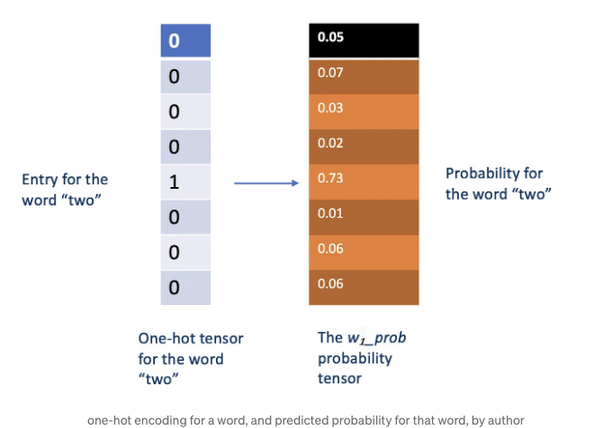 0
0
0
0
1
0
0
0
0.05
0.07
0.03
0.02
0.73
0.01
0.06
0.06
Entry for the
word “two”
Probability for
the word “two”
One-hot tensor
for the word
“two”
The w1_prob
probability
tensor
one-hot encoding for a word, and predicted probability for that word, by author